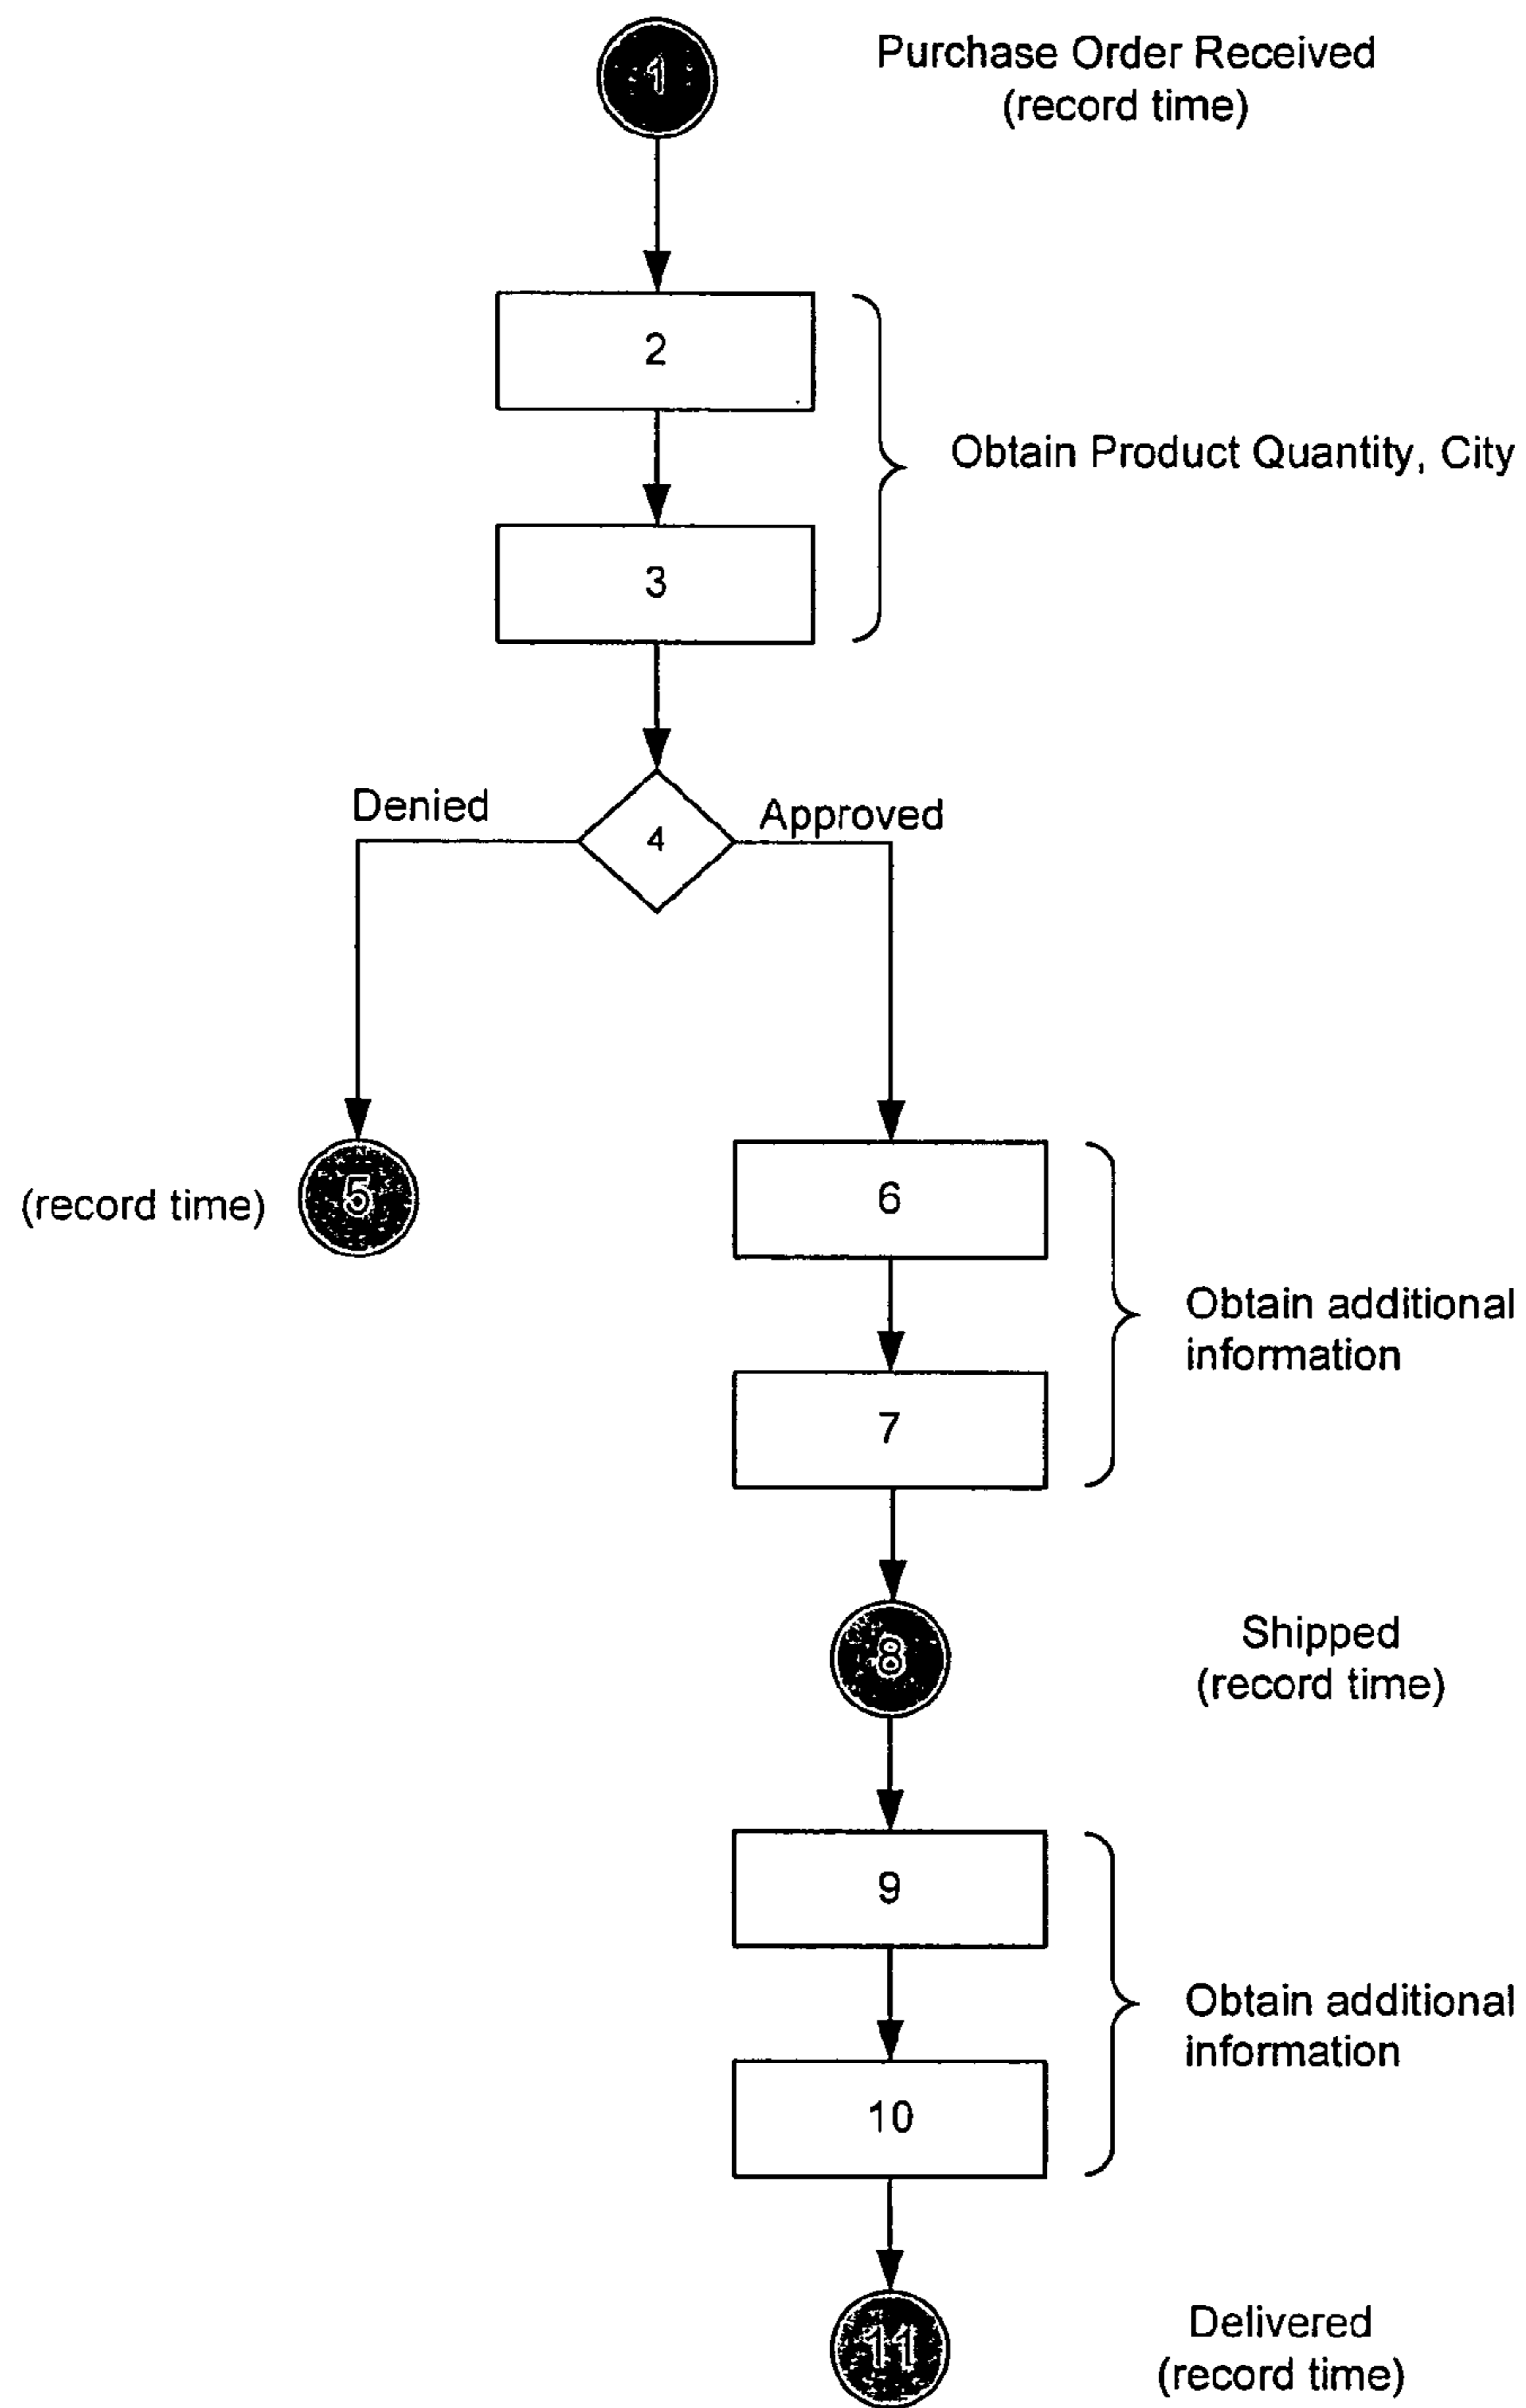 1
Purchase Order Received
(record time)
2
Obtain Product Quantity, City
3
Denied
Approved
4
(record time)
5
6
Obtain additional
information
7
8
Shipped
(record time)
9
Obtain additional
information
10
11
Delivered
(record time)